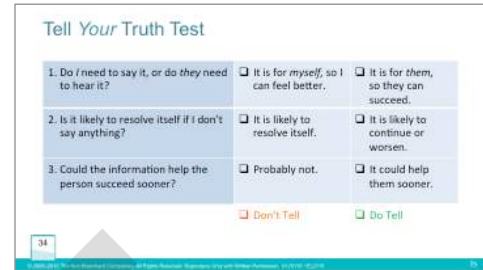 Tell Your Truth Test
1. Do I need to say it, or do they need to hear it?
❑ It is for myself, so I can feel better.
❑ It is for them, so they can succeed.
2. Is it likely to resolve itself if I don't say anything?
❑ It is likely to resolve itself.
❑ It is likely to continue or worsen.
3. Could the information help the person succeed sooner?
❑ Probably not.
❑ It could help them sooner.
❑ Don't Tell
❑ Do Tell
34